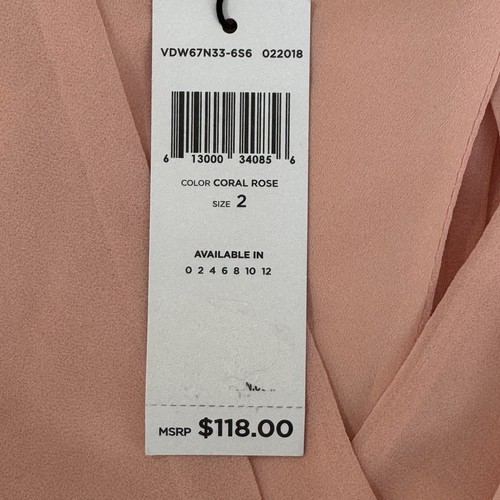 VDW67N33-6S6 022018
6 13000 34085 6
COLOR CORAL ROSE
SIZE 2
AVAILABLE IN
0 2 4 6 8 10 12
MSRP $118.00